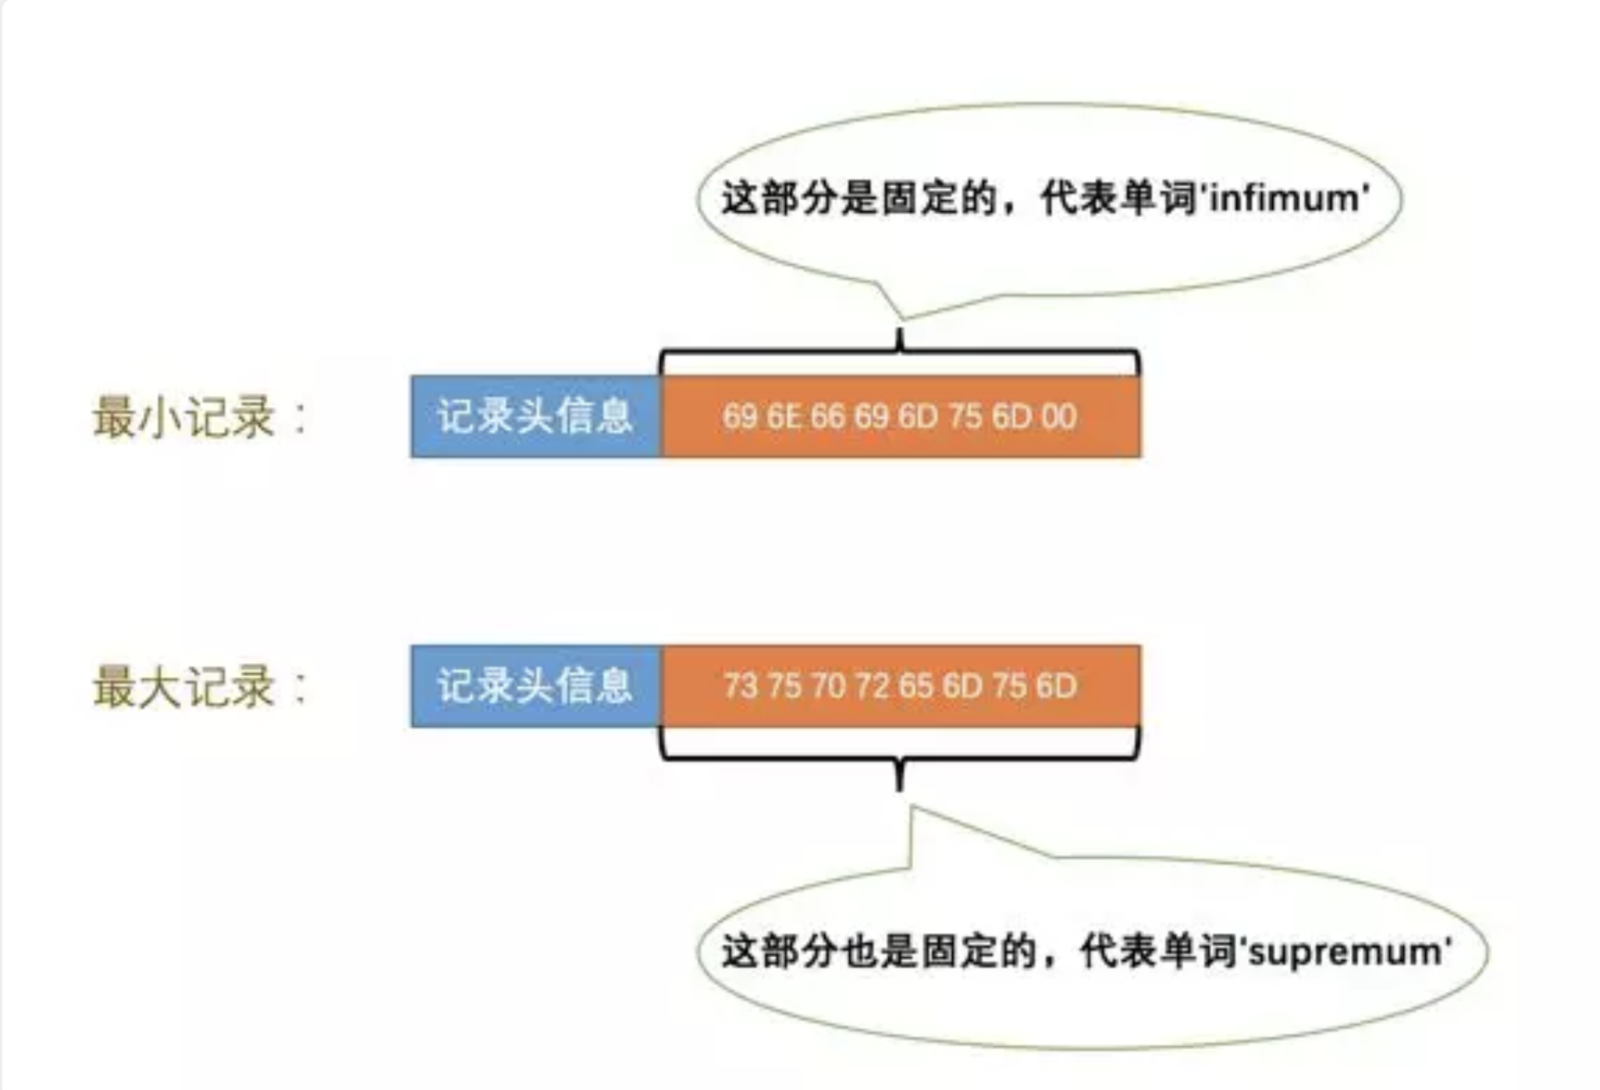 这部分是固定的，代表单词'infimum'
最小记录：
记录头信息
69 6E 66 69 6D 75 6D 00
最大记录：
记录头信息
73 75 70 72 65 6D 75 6D
这部分也是固定的，代表单词'supremum'